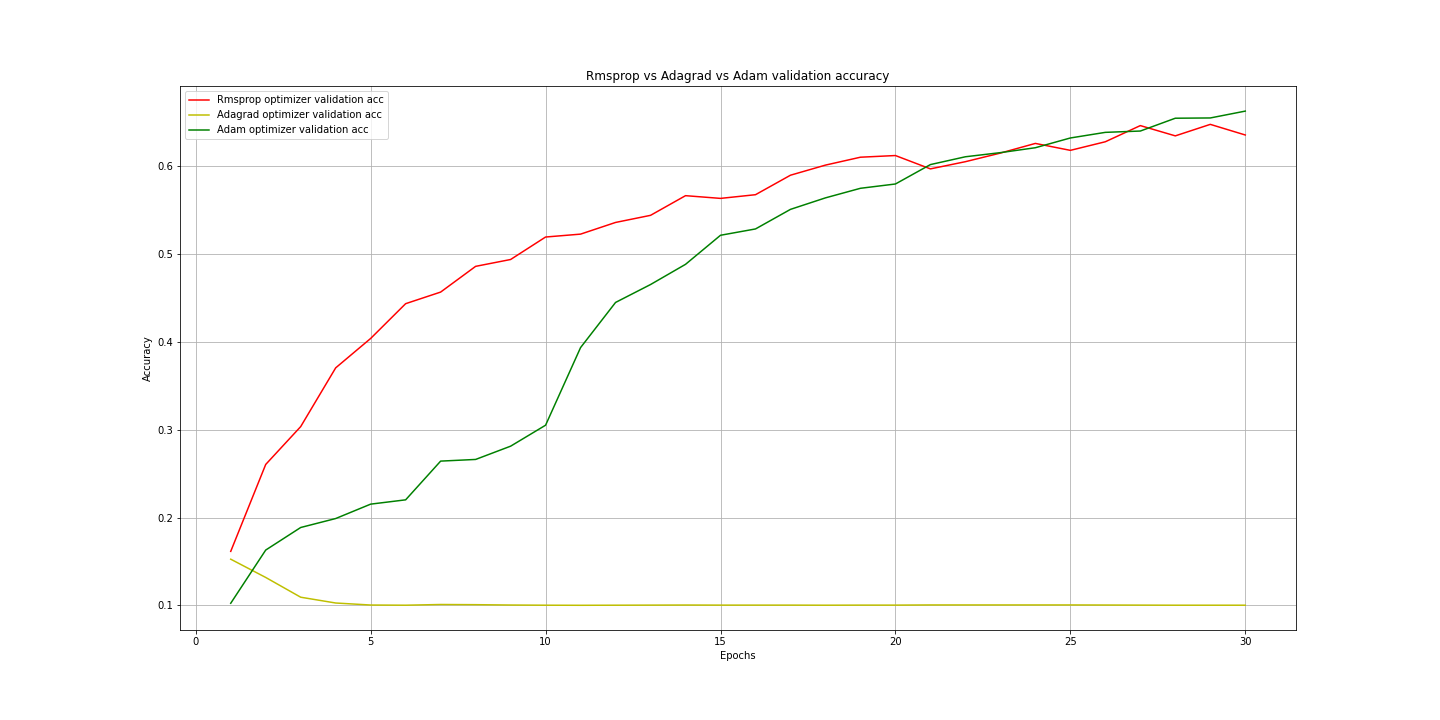 Rmsprop vs Adagrad vs Adam validation accuracy
Rmsprop optimizer validation acc
Adagrad optimizer validation acc
Adam optimizer validation acc
0.6
0.5
0.4
0.3
0.2
0.1
Accuracy
0 5 10 15 20 25 30
Epochs